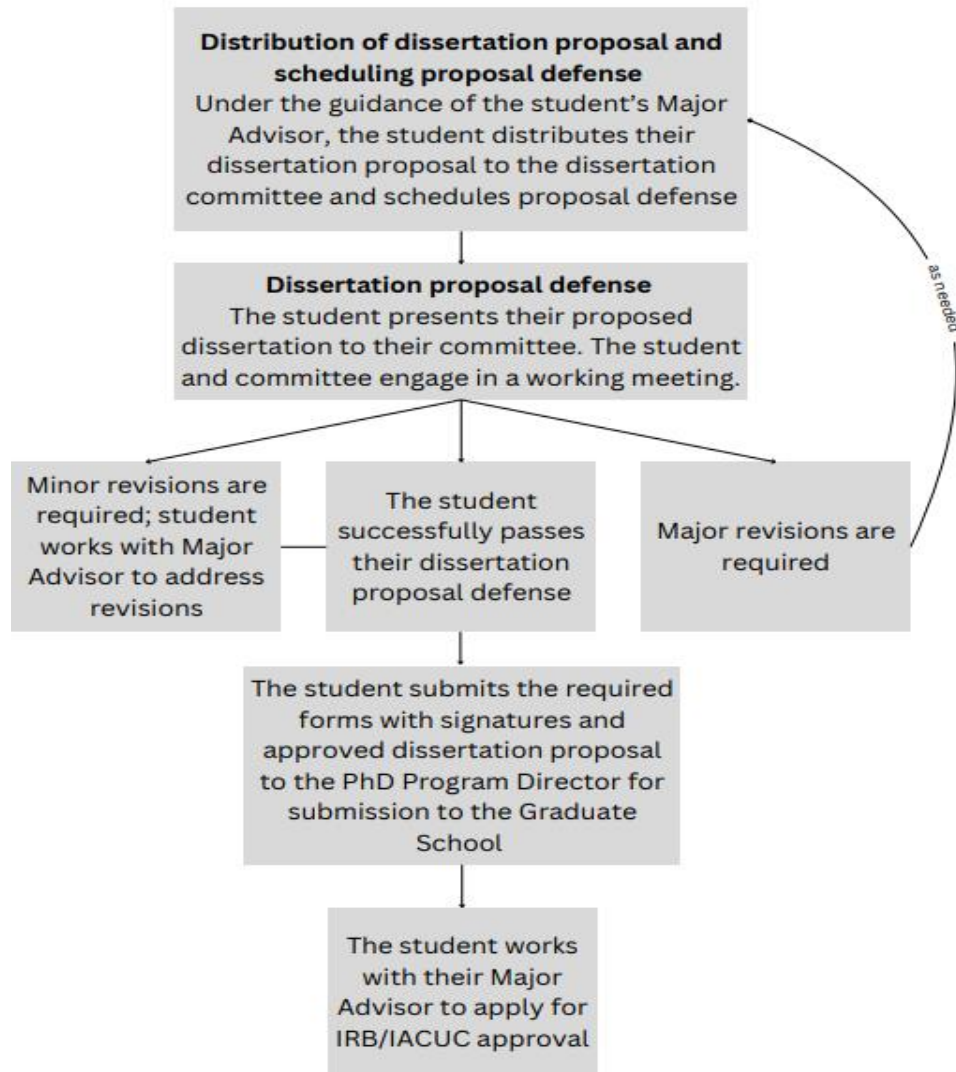 Distribution of dissertation proposal and
scheduling proposal defense
Under the guidance of the student’s Major
Advisor, the student distributes their
dissertation proposal to the dissertation
committee and schedules proposal defense
as needed
Dissertation proposal defense
The student presents their proposed
dissertation to their committee. The student
and committee engage in a working meeting.
Minor revisions are
required; student
works with Major
Advisor to address
revisions
The student
successfully passes
their dissertation
proposal defense
Major revisions are
required
The student submits the required
forms with signatures and
approved dissertation proposal
to the PhD Program Director for
submission to the Graduate
School
The student works
with their Major
Advisor to apply for
IRB/IACUC approval